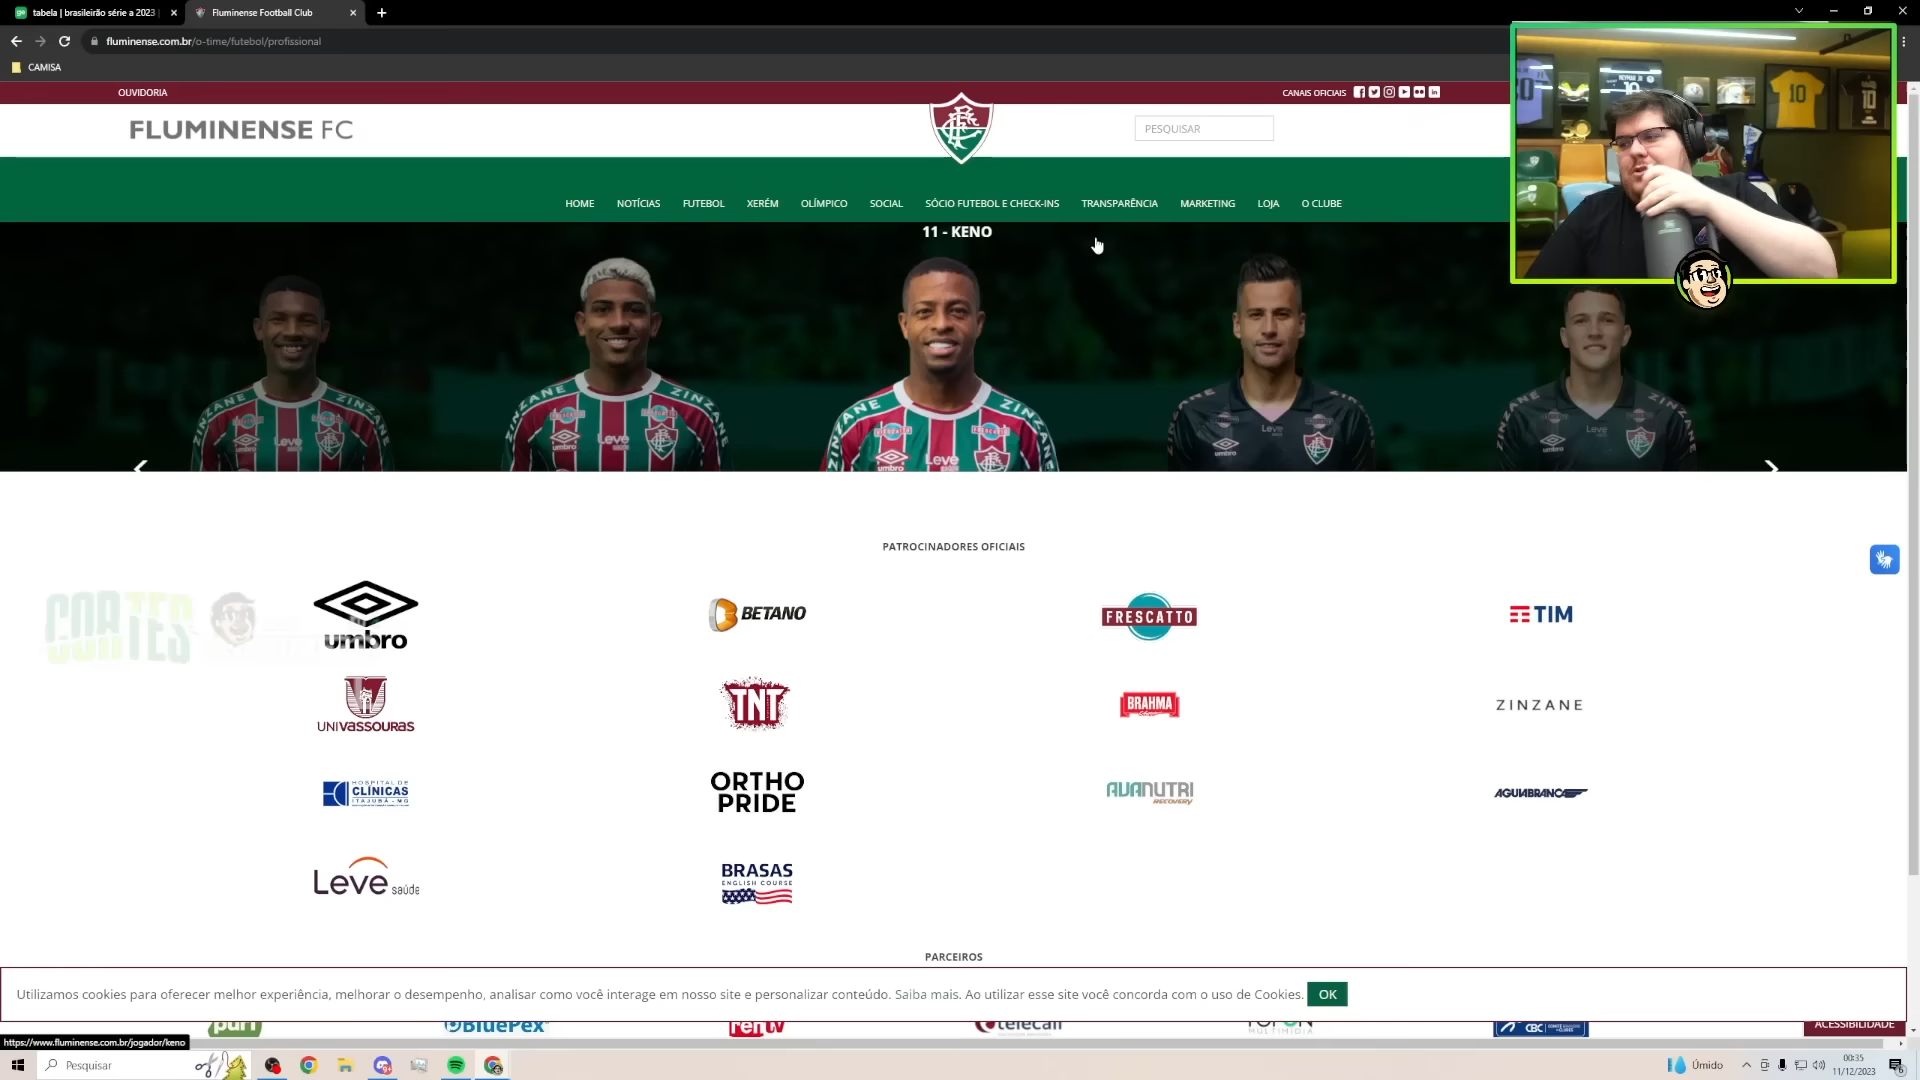 tabela | brasileirão série a 2023
Fluminense Football Club
fluminense.com.br/o-time/futebol/profissional
CAMISA
OUVIDORIA
CANAIS OFICIAIS
FLUMINENSE FC
PESQUISAR
HOME NOTÍCIAS FUTEBOL XERÉM OLÍMPICO SOCIAL SÓCIO FUTEBOL E CHECK-INS TRANSPARÊNCIA MARKETING LOJA O CLUBE
11 - KENO
PATROCINADORES OFICIAIS
CORTES
umbro
BETANO
FRESCATTO
TIM
UNIVASSOURAS
TNT
BRAHMA
ZINZANE
HOSPITAL DE
CLÍNICAS
ITAJUBÁ - MG
ORTHO
PRIDE
AVANUTRI
RECOVERY
AGUIABRANCA
Leve saúde
BRASAS
ENGLISH COURSE
PARCEIROS
Utilizamos cookies para oferecer melhor experiência, melhorar o desempenho, analisar como você interage em nosso site e personalizar conteúdo. Saiba mais. Ao utilizar esse site você concorda com o uso de Cookies. OK
BluePex
telecall
CBC
ACESSIBILIDADE
https://www.fluminense.com.br/jogador/keno
Pesquisar
Úmido
00:35
11/12/2023